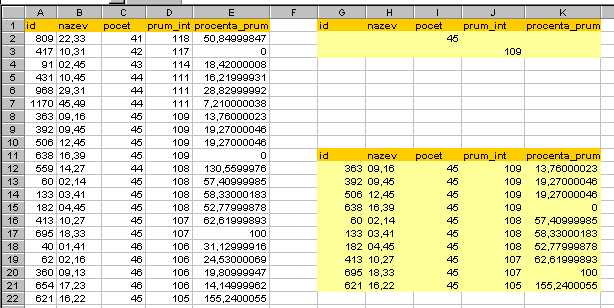 A B C D E F G H I J K
1 id nazev pocet prum_int procenta_prum id nazev pocet prum_int procenta_prum
2 809 22,33 41 118 50,84999847 45
3 417 10,31 42 117 0 109
4 91 02,45 43 114 18,42000008
5 431 10,45 44 111 16,21999931
6 968 29,31 44 111 28,82999992
7 1170 45,49 44 111 7,210000038
8 363 09,16 45 109 13,76000023
9 392 09,45 45 109 19,27000046
10 506 12,45 45 109 19,27000046
11 638 16,39 45 109 0 id nazev pocet prum_int procenta_prum
12 559 14,27 44 108 130,5599976 363 09,16 45 109 13,76000023
13 60 02,14 45 108 57,40999985 392 09,45 45 109 19,27000046
14 133 03,41 45 108 58,33000183 506 12,45 45 109 19,27000046
15 182 04,45 45 108 52,77999878 638 16,39 45 109 0
16 413 10,27 45 107 62,61999893 60 02,14 45 108 57,40999985
17 695 18,33 45 107 100 133 03,41 45 108 58,33000183
18 40 01,41 46 106 31,12999916 182 04,45 45 108 52,77999878
19 62 02,16 46 106 24,53000069 413 10,27 45 107 62,61999893
20 360 09,13 46 106 19,80999947 695 18,33 45 107 100
21 654 17,23 46 106 14,14999962 621 16,22 45 105 155,2400055
22 621 16,22 45 105 155,2400055